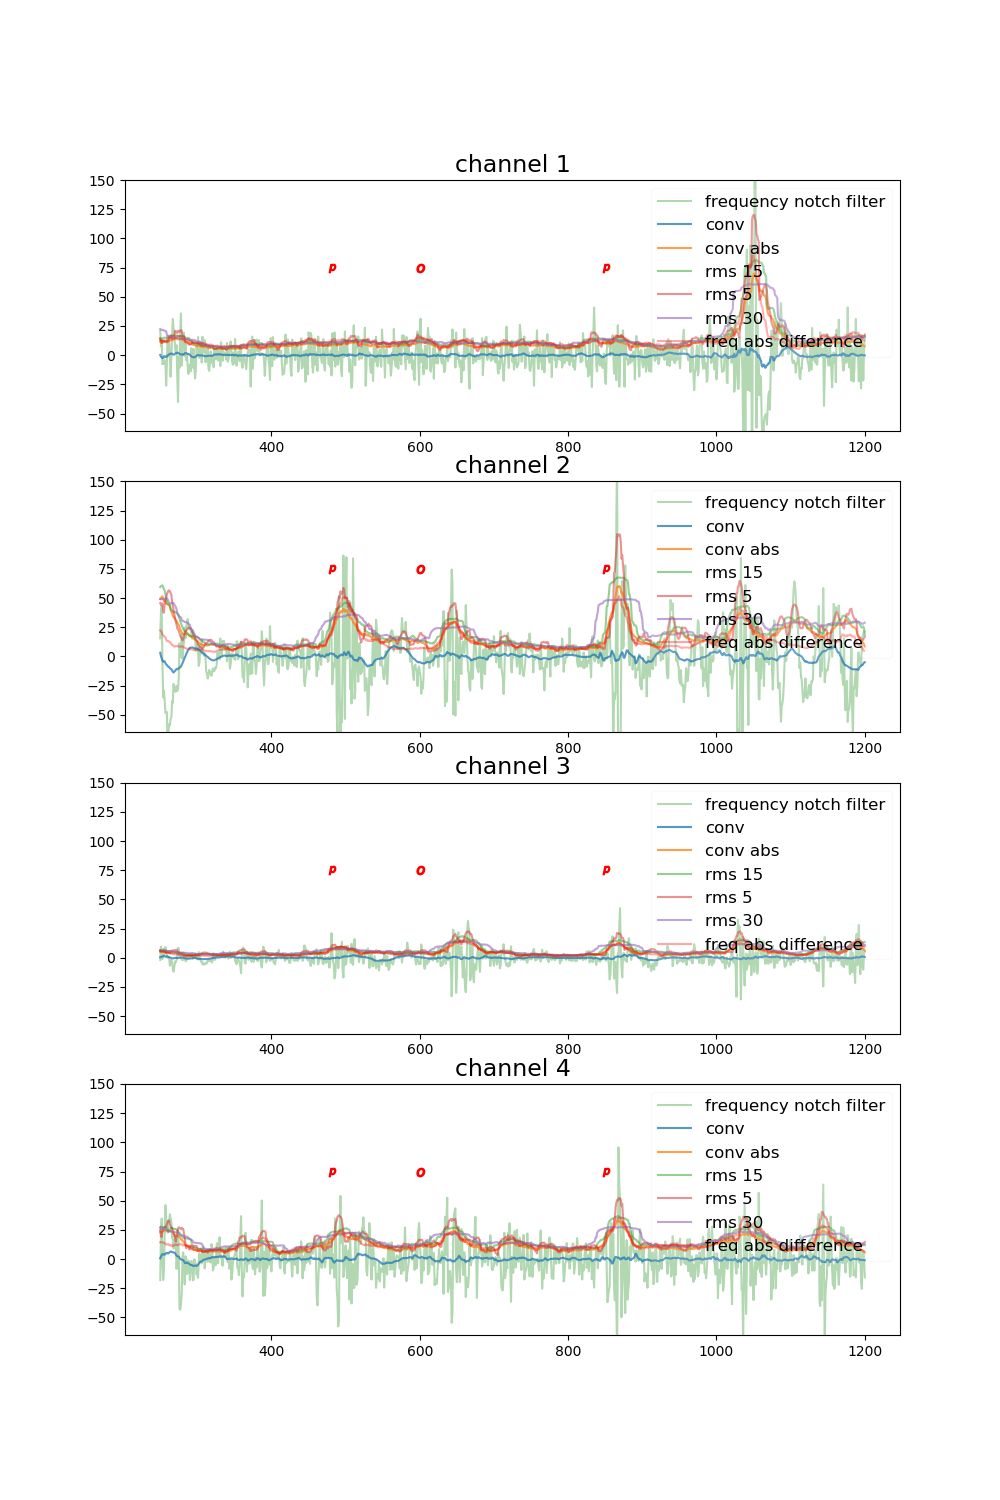 channel 1
150
125
100
75
50
25
0
−25
−50
p o p
frequency notch filter
conv
conv abs
rms 15
rms 5
rms 30
freq abs difference
400 600 800 1000 1200
channel 2
150
125
100
75
50
25
0
−25
−50
p o p
frequency notch filter
conv
conv abs
rms 15
rms 5
rms 30
freq abs difference
400 600 800 1000 1200
channel 3
150
125
100
75
50
25
0
−25
−50
p o p
frequency notch filter
conv
conv abs
rms 15
rms 5
rms 30
freq abs difference
400 600 800 1000 1200
channel 4
150
125
100
75
50
25
0
−25
−50
p o p
frequency notch filter
conv
conv abs
rms 15
rms 5
rms 30
freq abs difference
400 600 800 1000 1200